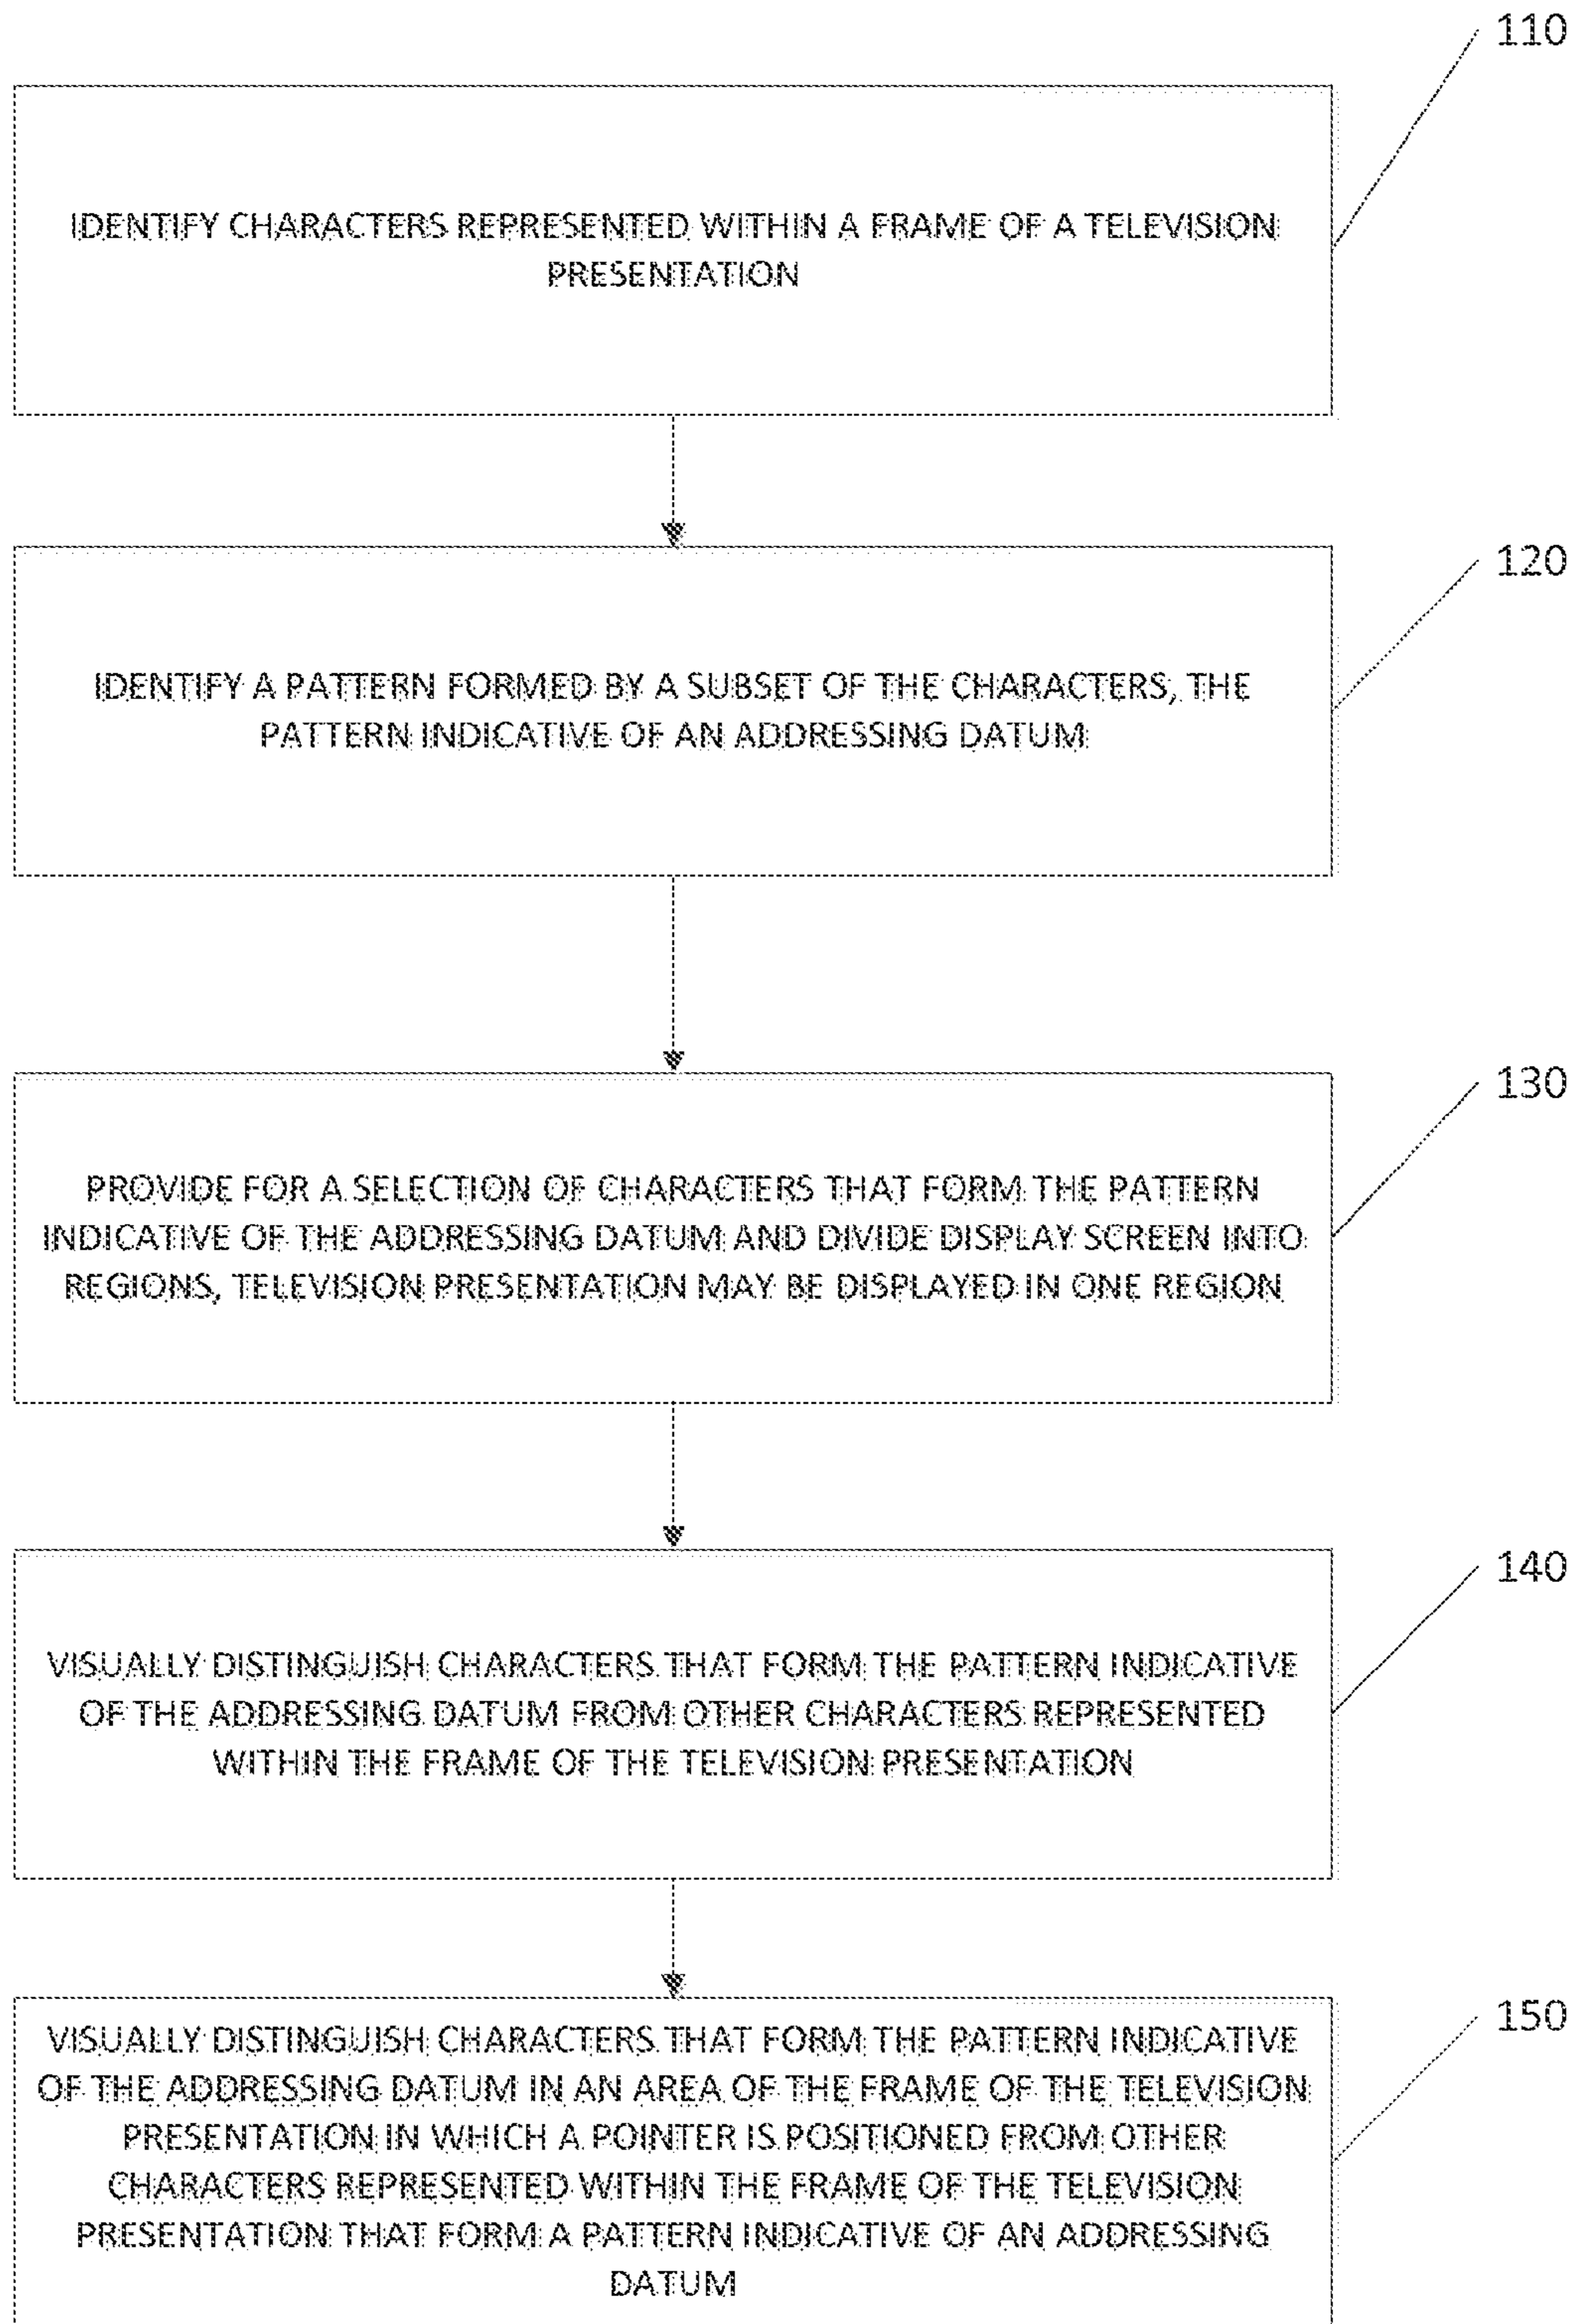 110
IDENTIFY CHARACTERS REPRESENTED WITHIN A FRAME OF A TELEVISION
PRESENTATION
120
IDENTIFY A PATTERN FORMED BY A SUBSET OF THE CHARACTERS, THE
PATTERN INDICATIVE OF AN ADDRESSING DATUM
130
PROVIDE FOR A SELECTION OF CHARACTERS THAT FORM THE PATTERN
INDICATIVE OF THE ADDRESSING DATUM AND DIVIDE DISPLAY SCREEN INTO
REGIONS, TELEVISION PRESENTATION MAY BE DISPLAYED IN ONE REGION
140
VISUALLY DISTINGUISH CHARACTERS THAT FORM THE PATTERN INDICATIVE
OF THE ADDRESSING DATUM FROM OTHER CHARACTERS REPRESENTED
WITHIN THE FRAME OF THE TELEVISION PRESENTATION
150
VISUALLY DISTINGUISH CHARACTERS THAT FORM THE PATTERN INDICATIVE
OF THE ADDRESSING DATUM IN AN AREA OF THE FRAME OF THE TELEVISION
PRESENTATION IN WHICH A POINTER IS POSITIONED FROM OTHER
CHARACTERS REPRESENTED WITHIN THE FRAME OF THE TELEVISION
PRESENTATION THAT FORM A PATTERN INDICATIVE OF AN ADDRESSING
DATUM